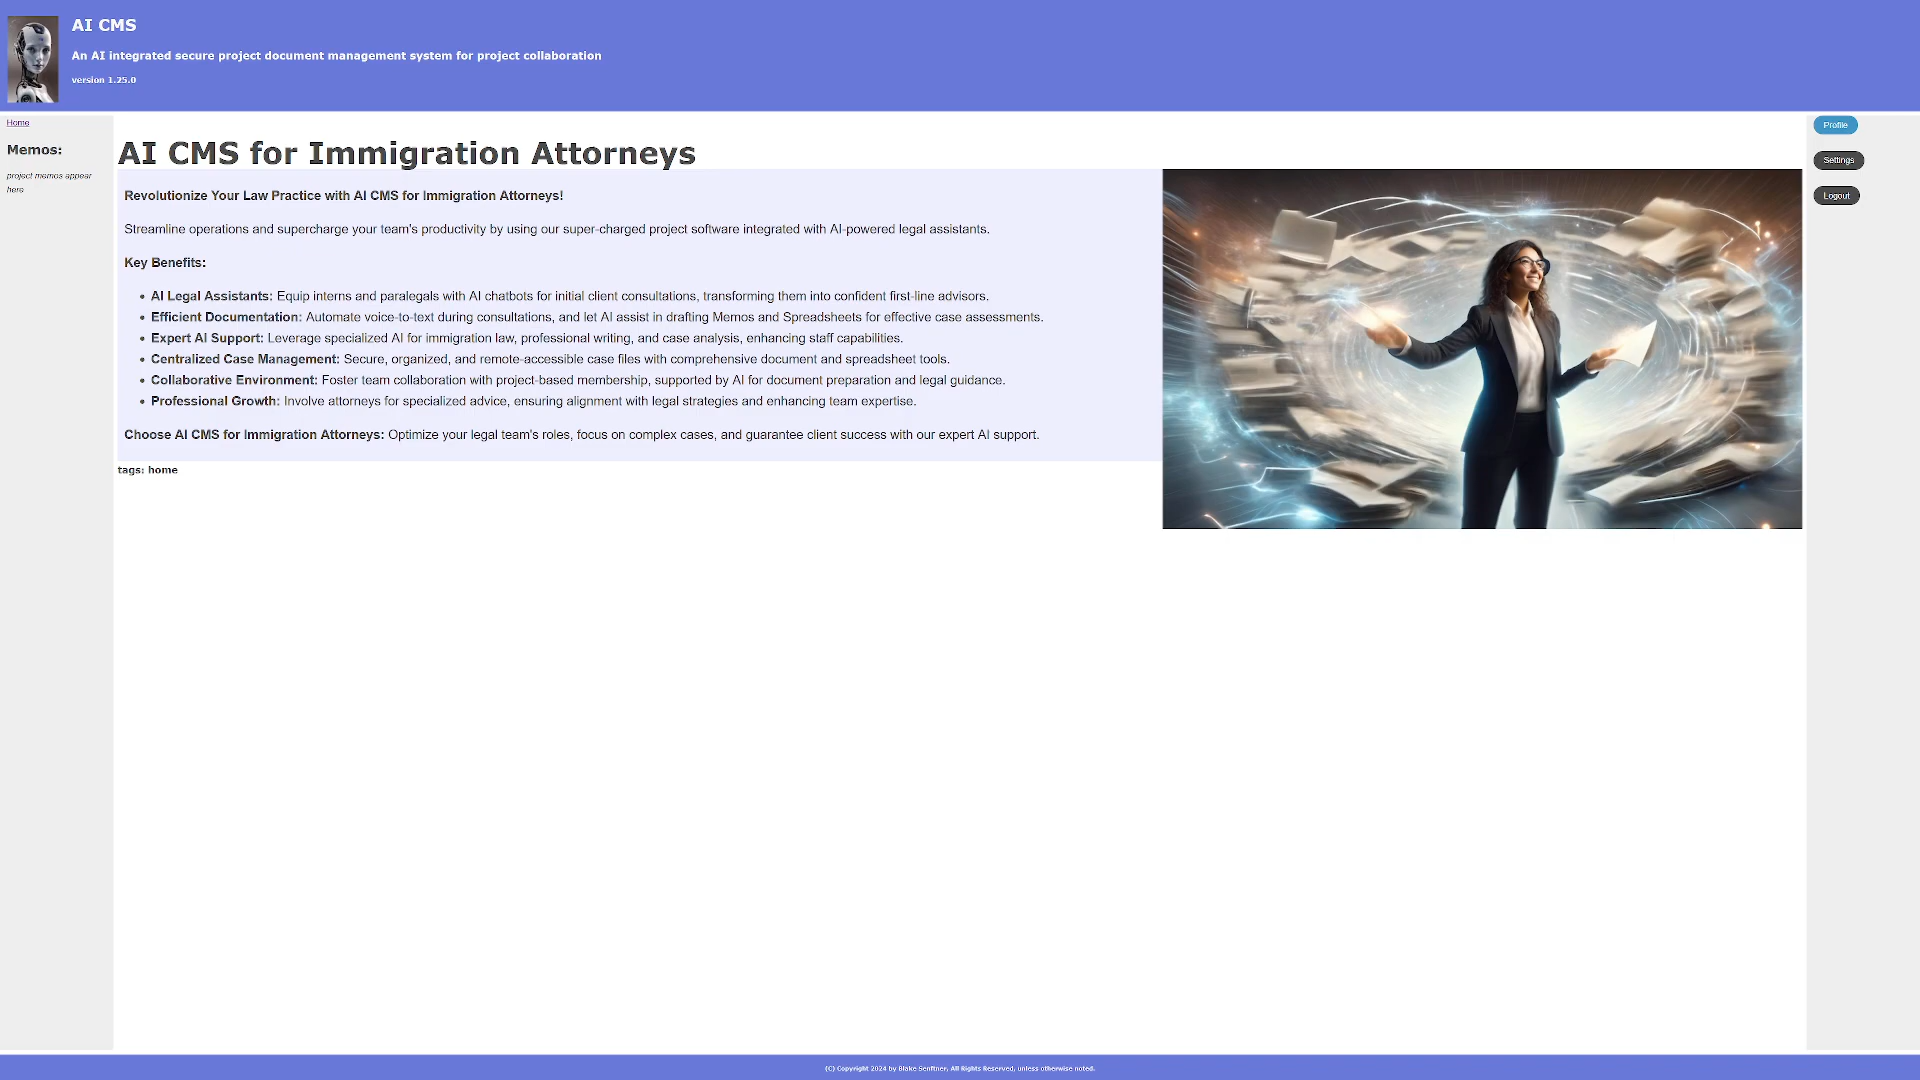 AI CMS
An AI integrated secure project document management system for project collaboration
version 1.25.0
Home
Memos:
project memos appear
here
AI CMS for Immigration Attorneys
Revolutionize Your Law Practice with AI CMS for Immigration Attorneys!
Streamline operations and supercharge your team's productivity by using our super-charged project software integrated with AI-powered legal assistants.
Key Benefits:
• AI Legal Assistants: Equip interns and paralegals with AI chatbots for initial client consultations, transforming them into confident first-line advisors.
• Efficient Documentation: Automate voice-to-text during consultations, and let AI assist in drafting Memos and Spreadsheets for effective case assessments.
• Expert AI Support: Leverage specialized AI for immigration law, professional writing, and case analysis, enhancing staff capabilities.
• Centralized Case Management: Secure, organized, and remote-accessible case files with comprehensive document and spreadsheet tools.
• Collaborative Environment: Foster team collaboration with project-based membership, supported by AI for document preparation and legal guidance.
• Professional Growth: Involve attorneys for specialized advice, ensuring alignment with legal strategies and enhancing team expertise.
Choose AI CMS for Immigration Attorneys: Optimize your legal team's roles, focus on complex cases, and guarantee client success with our expert AI support.
tags: home
Profile
Settings
Logout
(C) Copyright 2024 by Blake Senftner, All Rights Reserved, unless otherwise noted.